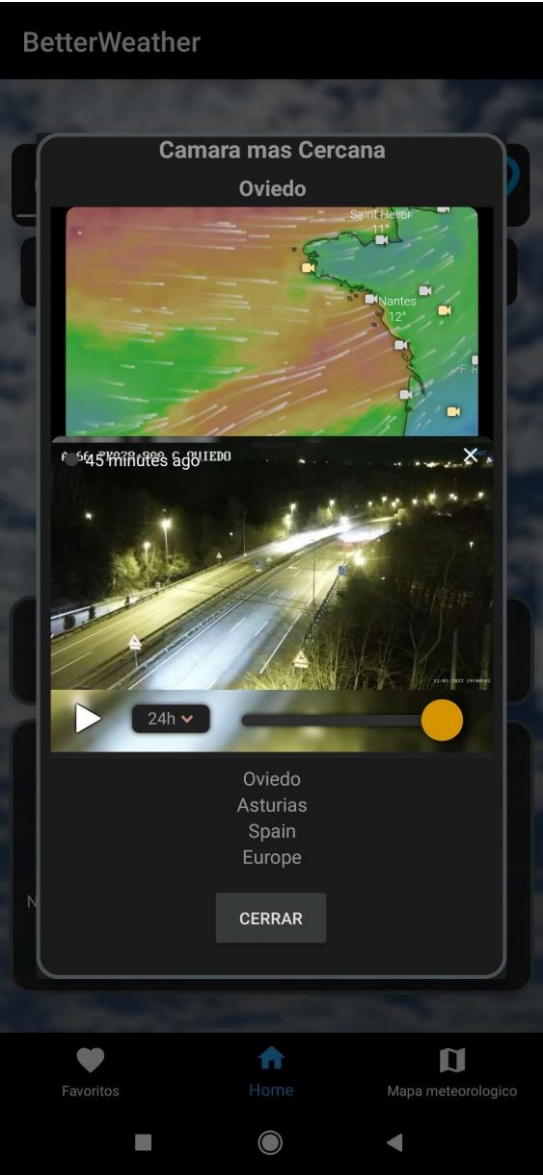 BetterWeather
Camara mas Cercana
Oviedo
Saint Helier
11°
Nantes
12°
45 minutes ago
OVIEDO
24h
Oviedo
Asturias
Spain
Europe
CERRAR
N
Favoritos
Home
Mapa meteorologico